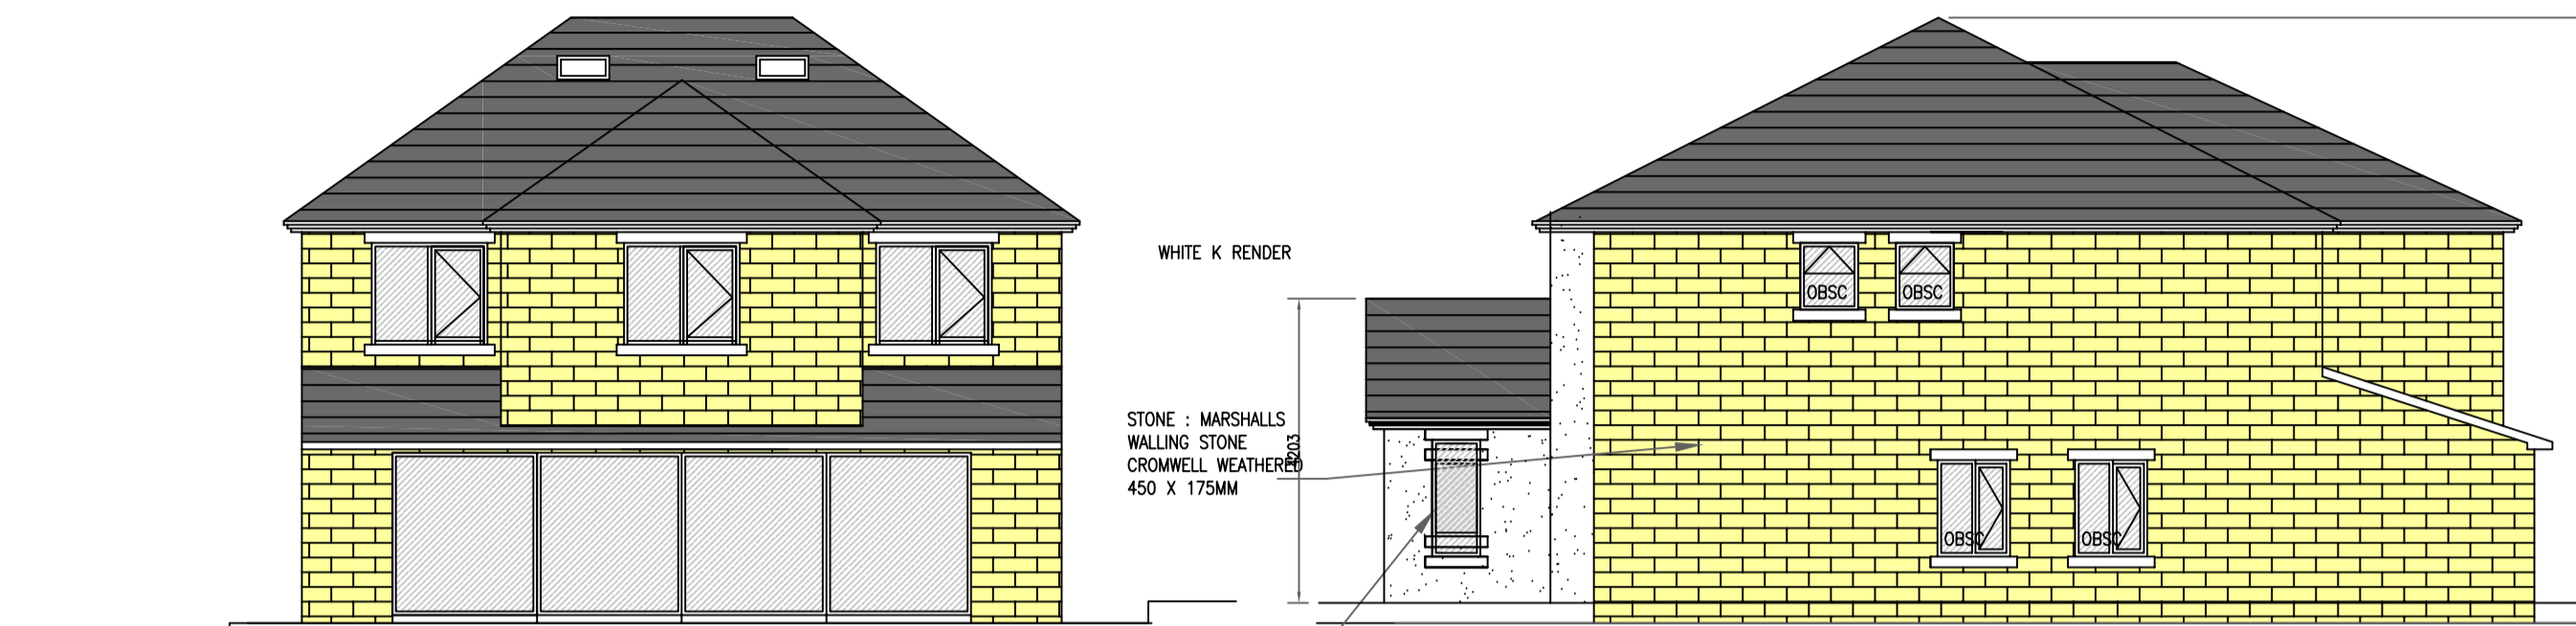 WHITE K RENDER
OBSC
OBSC
STONE : MARSHALLS
WALLING STONE
CROMWELL WEATHERED
450 X 175MM
OBSC
OBSC